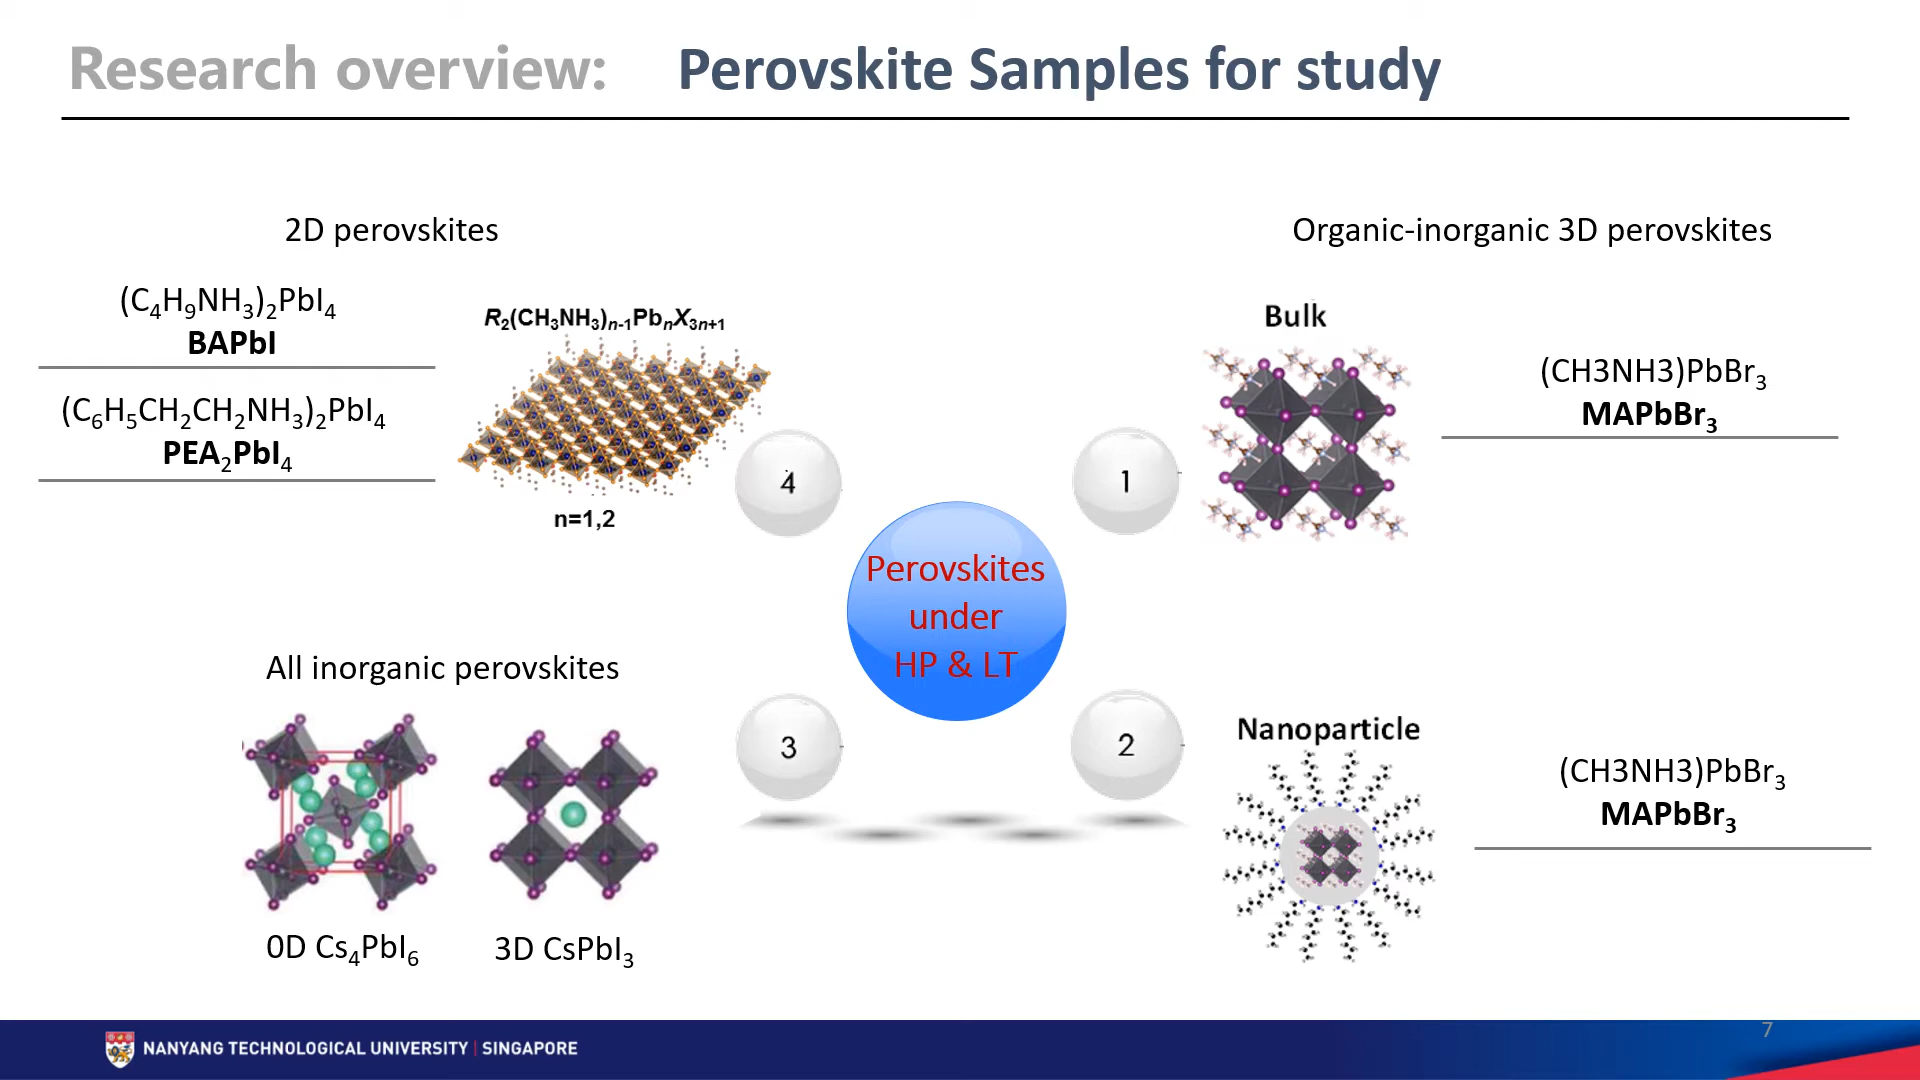 Research overview: Perovskite Samples for study
2D perovskites
(C₄H₉NH₃)₂PbI₄
BAPbI
(C₆H₅CH₂CH₂NH₃)₂PbI₄
PEA₂PbI₄
R₂(CH₃NH₃)ₙ₋₁PbₙX₃ₙ₊₁
n=1,2
4
Organic-inorganic 3D perovskites
Bulk
(CH3NH3)PbBr₃
MAPbBr₃
1
Perovskites
under
HP & LT
All inorganic perovskites
0D Cs₄PbI₆
3D CsPbI₃
3
2
Nanoparticle
(CH3NH3)PbBr₃
MAPbBr₃
NANYANG TECHNOLOGICAL UNIVERSITY | SINGAPORE
7